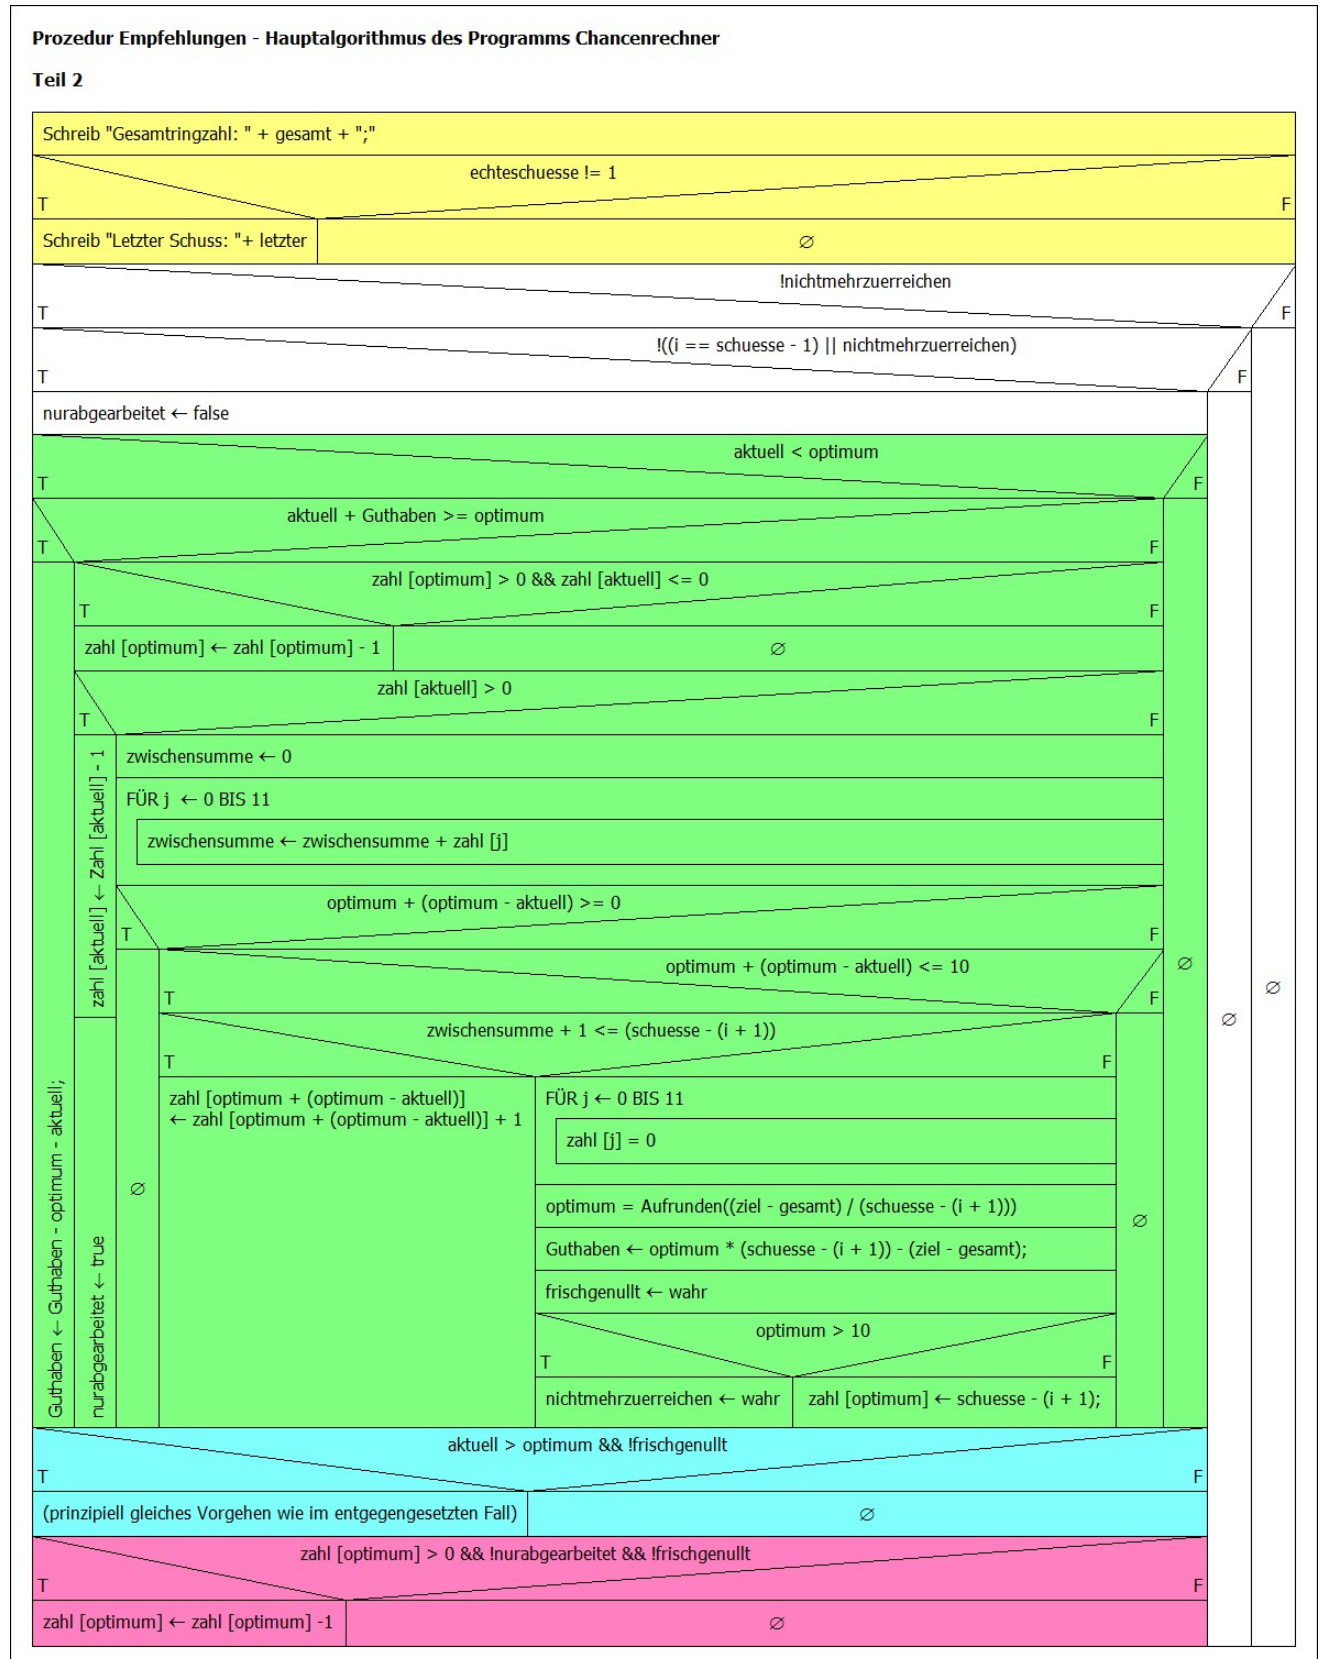 Prozedur Empfehlungen - Hauptalgorithmus des Programms Chancenrechner
Teil 2
Schreib "Gesamtringzahl: " + gesamt + ";"
echteschuesse != 1
T
F
Schreib "Letzter Schuss: "+ letzter
∅
!nichtmehrzuerreichen
T
F
!((i == schuesse - 1) || nichtmehrzuerreichen)
T
F
nurabgearbeitet ← false
aktuell < optimum
T
F
aktuell + Guthaben >= optimum
T
F
zahl [optimum] > 0 && zahl [aktuell] <= 0
T
F
zahl [optimum] ← zahl [optimum] - 1
∅
zahl [aktuell] > 0
T
F
zahl [aktuell] ← Zahl [aktuell] - 1
zwischensumme ← 0
FÜR j ← 0 BIS 11
zwischensumme ← zwischensumme + zahl [j]
optimum + (optimum - aktuell) >= 0
T
F
optimum + (optimum - aktuell) <= 10
T
F
∅
∅
∅
zwischensumme + 1 <= (schuesse - (i + 1))
T
F
zahl [optimum + (optimum - aktuell)]
← zahl [optimum + (optimum - aktuell)] + 1
FÜR j ← 0 BIS 11
zahl [j] = 0
∅
optimum = Aufrunden((ziel - gesamt) / (schuesse - (i + 1)))
∅
Guthaben ← optimum * (schuesse - (i + 1)) - (ziel - gesamt);
frischgenullt ← wahr
optimum > 10
T
F
nichtmehrzuerreichen ← wahr
zahl [optimum] ← schuesse - (i + 1);
Guthaben ← Guthaben - optimum - aktuell;
nurabgearbeitet ← true
aktuell > optimum && !frischgenullt
T
F
(prinzipiell gleiches Vorgehen wie im entgegengesetzten Fall)
∅
zahl [optimum] > 0 && !nurabgearbeitet && !frischgenullt
T
F
zahl [optimum] ← zahl [optimum] -1
∅